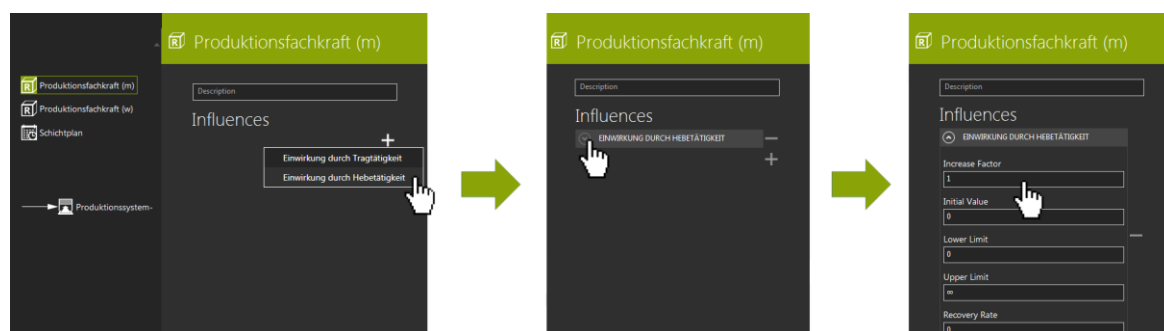 Produktionsfachkraft (m)
Produktionsfachkraft (w)
Schichtplan
Produktionssystem-
R Produktionsfachkraft (m)
Description
Influences
+
Einwirkung durch Tragtätigkeit
Einwirkung durch Hebetätigkeit
R Produktionsfachkraft (m)
Description
Influences
EINWIRKUNG DURCH HEBETÄTIGKEIT
+
R Produktionsfachkraft (m)
Description
Influences
EINWIRKUNG DURCH HEBETÄTIGKEIT
Increase Factor
1
Initial Value
0
Lower Limit
0
Upper Limit
∞
Recovery Rate
0